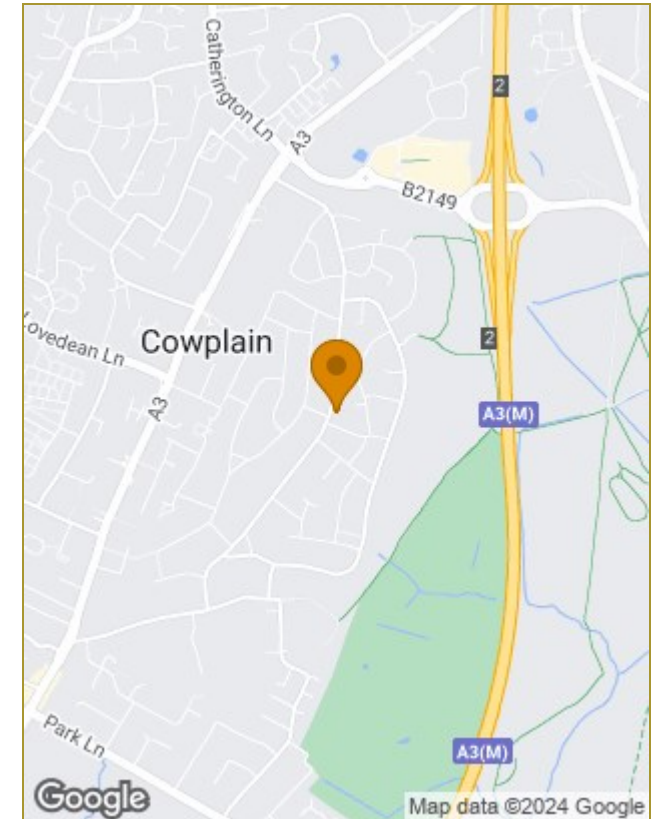 Catherington Ln
A3
2
B2149
Lovedean Ln
Cowplain
2
A3
A3(M)
A3(M)
Park Ln
Google
Map data ©2024 Google